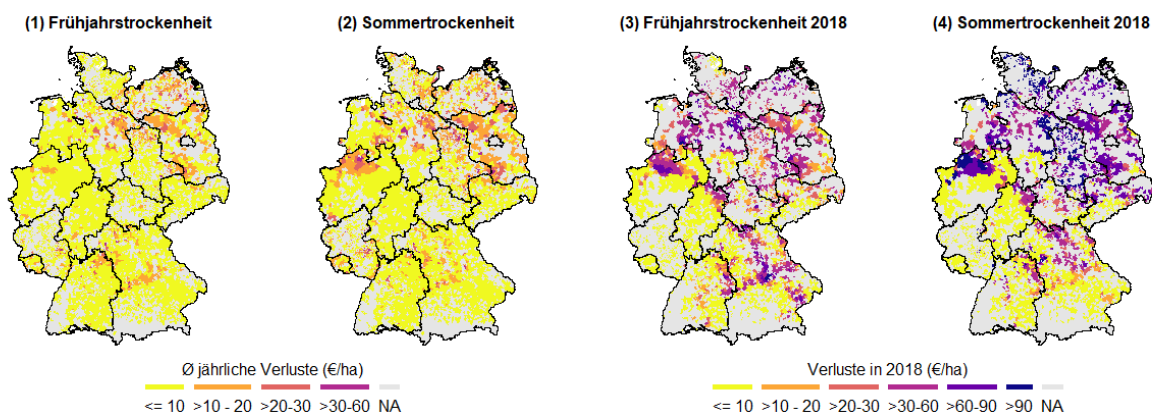 (1) Frühjahrstrockenheit (2) Sommertrockenheit (3) Frühjahrstrockenheit 2018 (4) Sommertrockenheit 2018
Ø jährliche Verluste (€/ha)
<= 10 >10 - 20 >20-30 >30-60 NA
Verluste in 2018 (€/ha)
<= 10 >10 - 20 >20-30 >30-60 >60-90 >90 NA